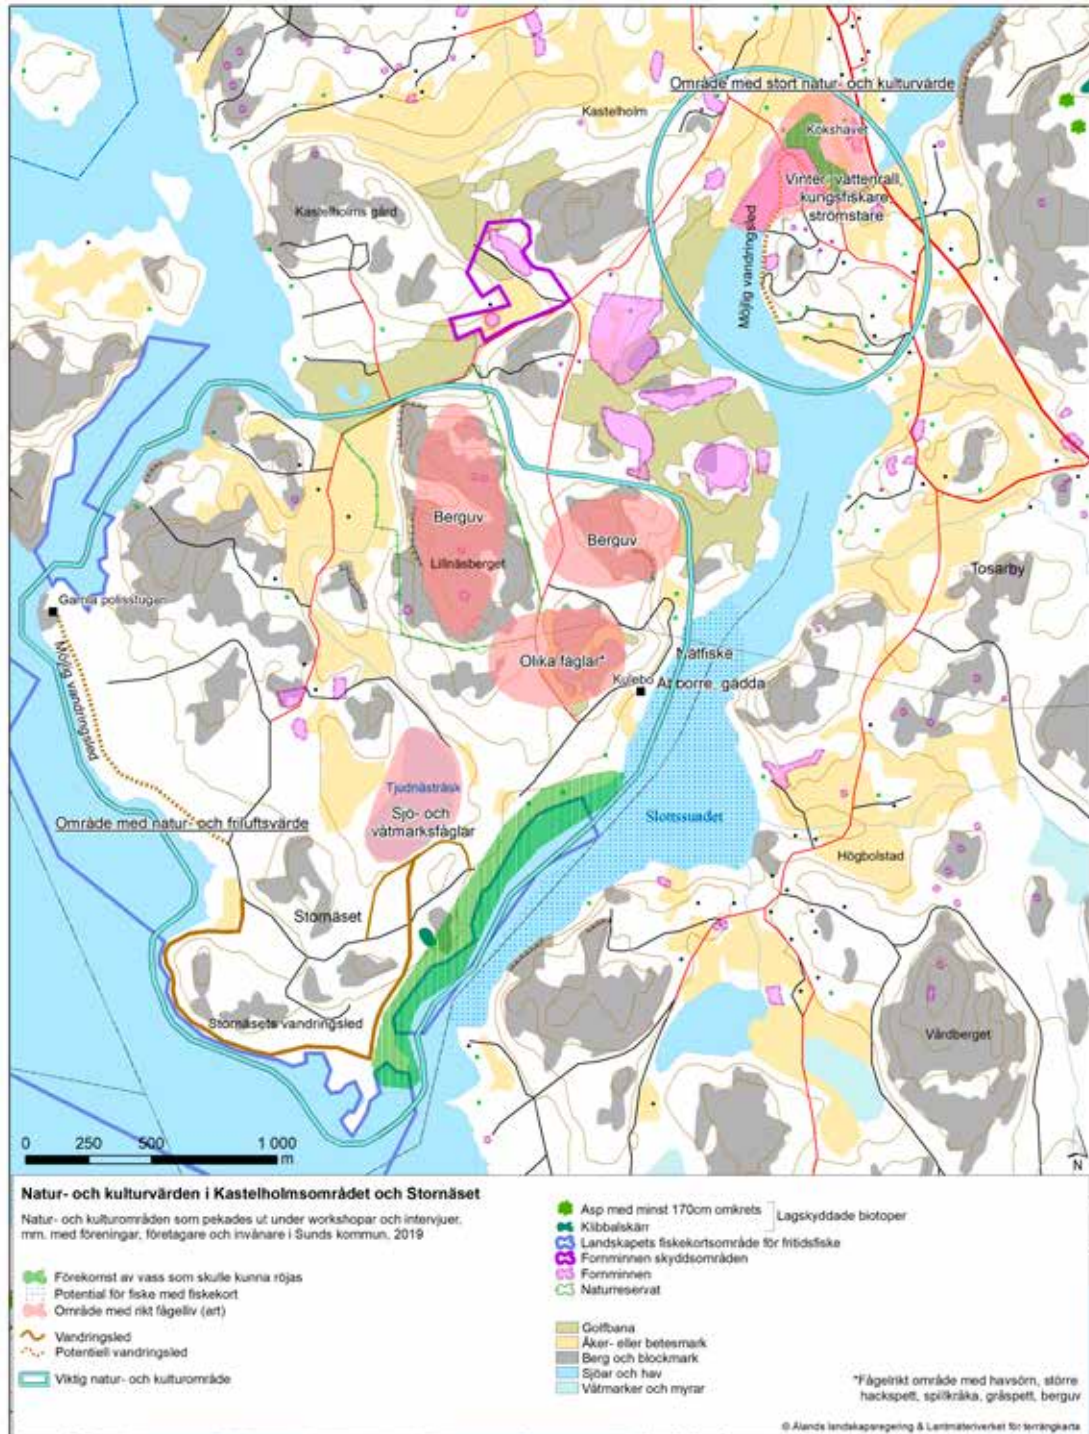 Område med stort natur- och kulturvärde
Kastelholm
Kökshavet
Vinter: vattenrall,
kungsfiskare,
strömstare
Kastelholms gård
Möjlig vandringsled
Berguv
Berguv
Lillnäsberget
Tosarby
Gamla polisstugan
Möjlig vandringsled
Olika fåglar*
Nätfiske
Kulebo
Abborre, gädda
Tjudnästräsk
Sjö- och
våtmarksfåglar
Område med natur- och friluftsvärde
Slottssundet
Högbolstad
Stornäset
Stornäsets vandringsled
Vårdberget
0 250 500 1 000
m
N
Natur- och kulturvärden i Kastelholmsområdet och Stornäset
Natur- och kulturområden som pekades ut under workshopar och intervjuer.
mm. med föreningar, företagare och invånare i Sunds kommun, 2019
Förekomst av vass som skulle kunna röjas
Potential för fiske med fiskekort
Område med rikt fågelliv (art)
Vandringsled
Potentiell vandringsled
Viktig natur- och kulturområde
Asp med minst 170cm omkrets
Klibbalskärr
Lagskyddade biotoper
Landskapets fiskekortsområde för fritidsfiske
Fornminnen skyddsområden
Fornminnen
Naturreservat
Golfbana
Åker- eller betesmark
Berg och blockmark
Sjöar och hav
Våtmarker och myrar
*Fågelrikt område med havsörn, större
hackspett, spillkråka, gråspett, berguv
© Ålands landskapsregering & Lantmäteriverket för terrängkarta